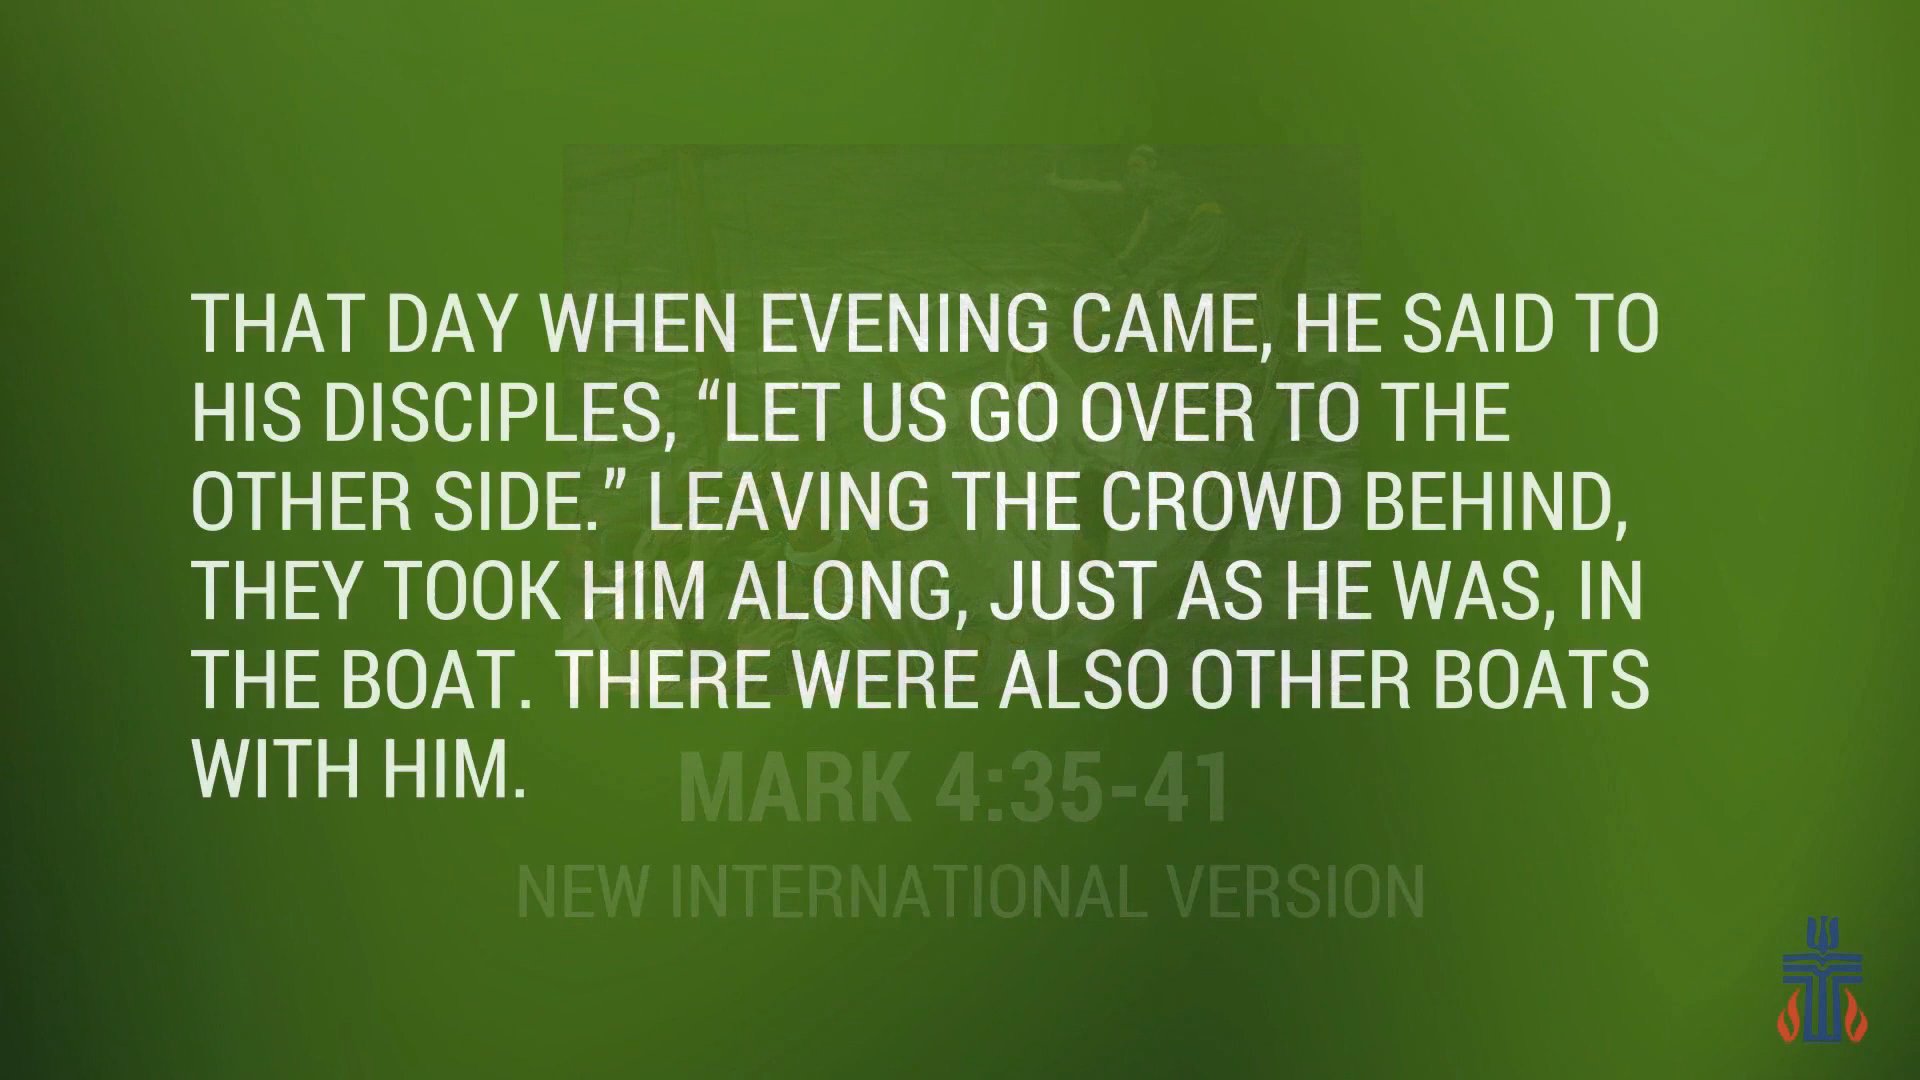 THAT DAY WHEN EVENING CAME, HE SAID TO
HIS DISCIPLES, “LET US GO OVER TO THE
OTHER SIDE.” LEAVING THE CROWD BEHIND,
THEY TOOK HIM ALONG, JUST AS HE WAS, IN
THE BOAT. THERE WERE ALSO OTHER BOATS
WITH HIM.
MARK 4:35-41
NEW INTERNATIONAL VERSION